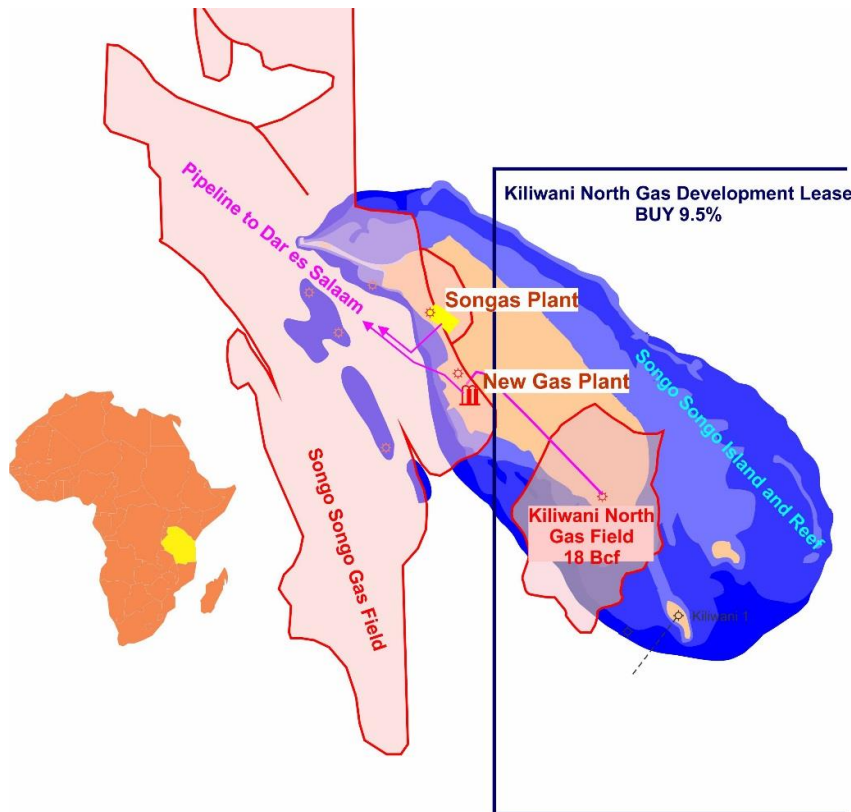 Kiliwani North Gas Development Lease
BUY 9.5%
Pipeline to Dar es Salaam
Songas Plant
New Gas Plant
Songo Songo Island and Reef
Songo Songo Gas Field
Kiliwani North
Gas Field
18 Bcf
Kiliwani 1